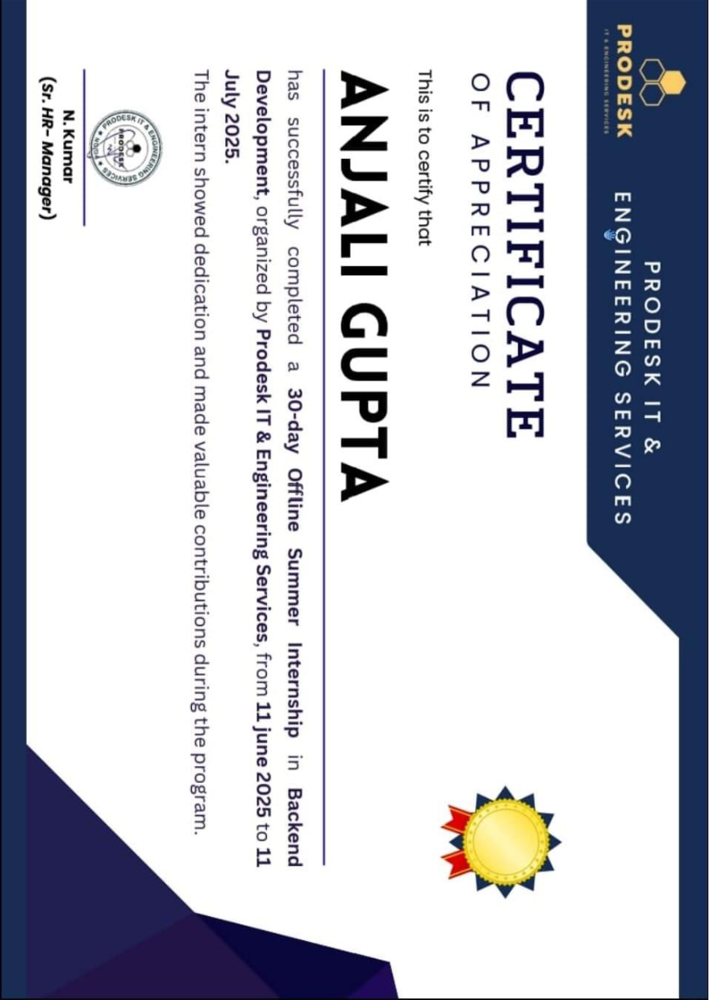 PRODESK
IT & ENGINEERING SERVICES
PRODESK IT &
ENGINEERING SERVICES
CERTIFICATE
OF APPRECIATION
This is to certify that
ANJALI GUPTA
has successfully completed a 30-day Offline Summer Internship in Backend
Development, organized by Prodesk IT & Engineering Services, from 11 june 2025 to 11
July 2025.
The intern showed dedication and made valuable contributions during the program.
PRODESK IT & ENGINEERING SERVICES
PRODESK
N. Kumar
(Sr. HR- Manager)